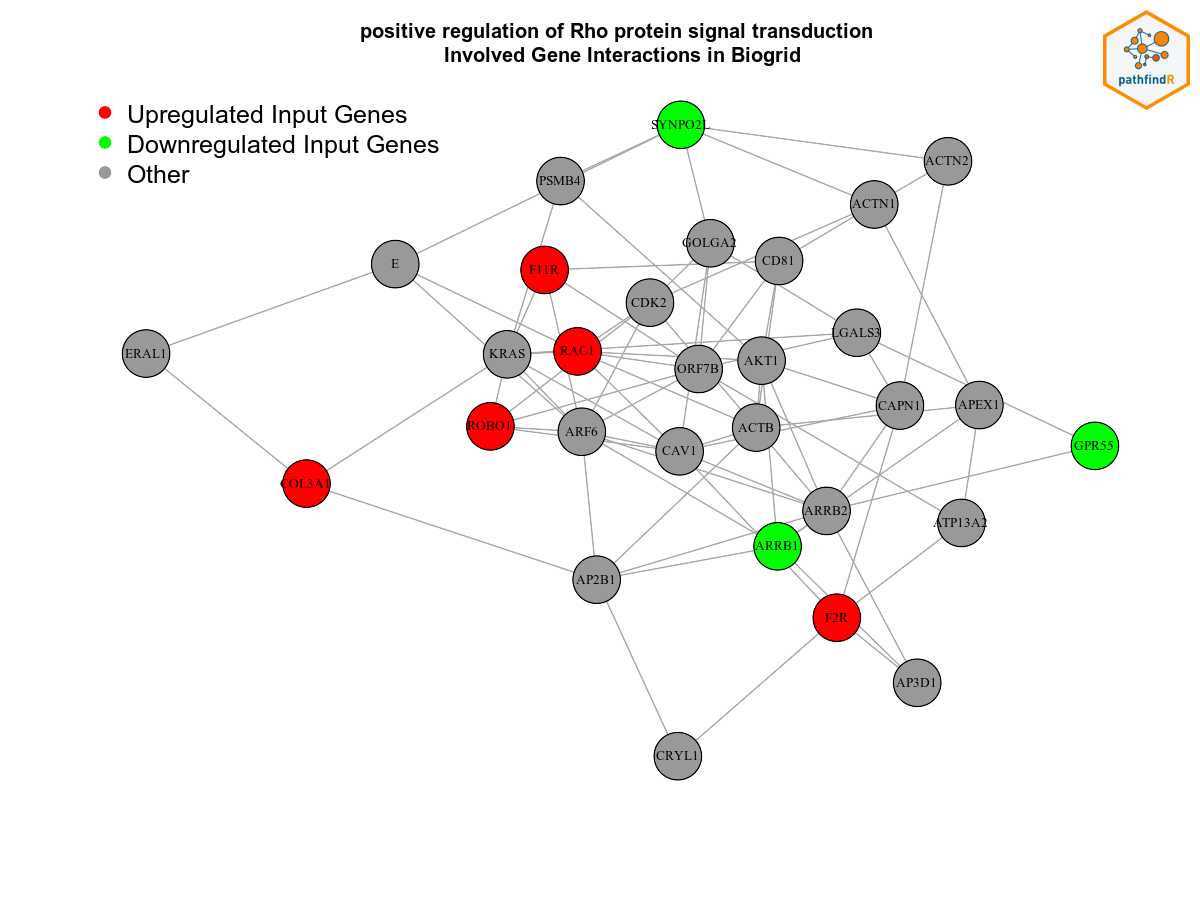 positive regulation of Rho protein signal transduction
Involved Gene Interactions in Biogrid
pathfindR
Upregulated Input Genes
Downregulated Input Genes
Other
SYNPO2L
ACTN2
PSMB4
ACTN1
GOLGA2
CD81
E
F11R
CDK2
LGALS3
ERAL1
KRAS
RAC1
AKT1
ORF7B
CAPN1
APEX1
ROBO1
ARF6
ACTB
GPR55
CAV1
COL3A1
ARRB2
ATP13A2
ARRB1
AP2B1
F2R
AP3D1
CRYL1